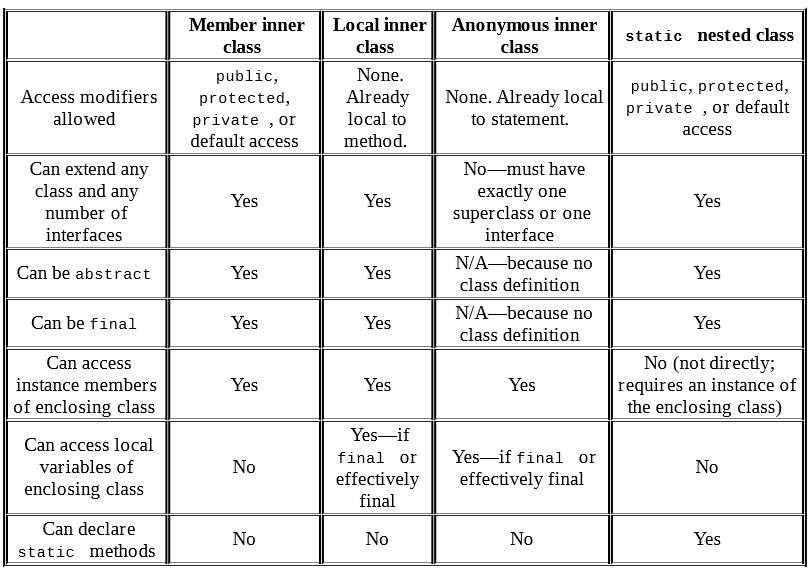 Member inner class
Local inner class
Anonymous inner class
static nested class
Access modifiers allowed
public, protected, private , or default access
None. Already local to method.
None. Already local to statement.
public, protected, private , or default access
Can extend any class and any number of interfaces
Yes
Yes
No—must have exactly one superclass or one interface
Yes
Can be abstract
Yes
Yes
N/A—because no class definition
Yes
Can be final
Yes
Yes
N/A—because no class definition
Yes
Can access instance members of enclosing class
Yes
Yes
Yes
No (not directly; requires an instance of the enclosing class)
Can access local variables of enclosing class
No
Yes—if final or effectively final
Yes—if final or effectively final
No
Can declare static methods
No
No
No
Yes